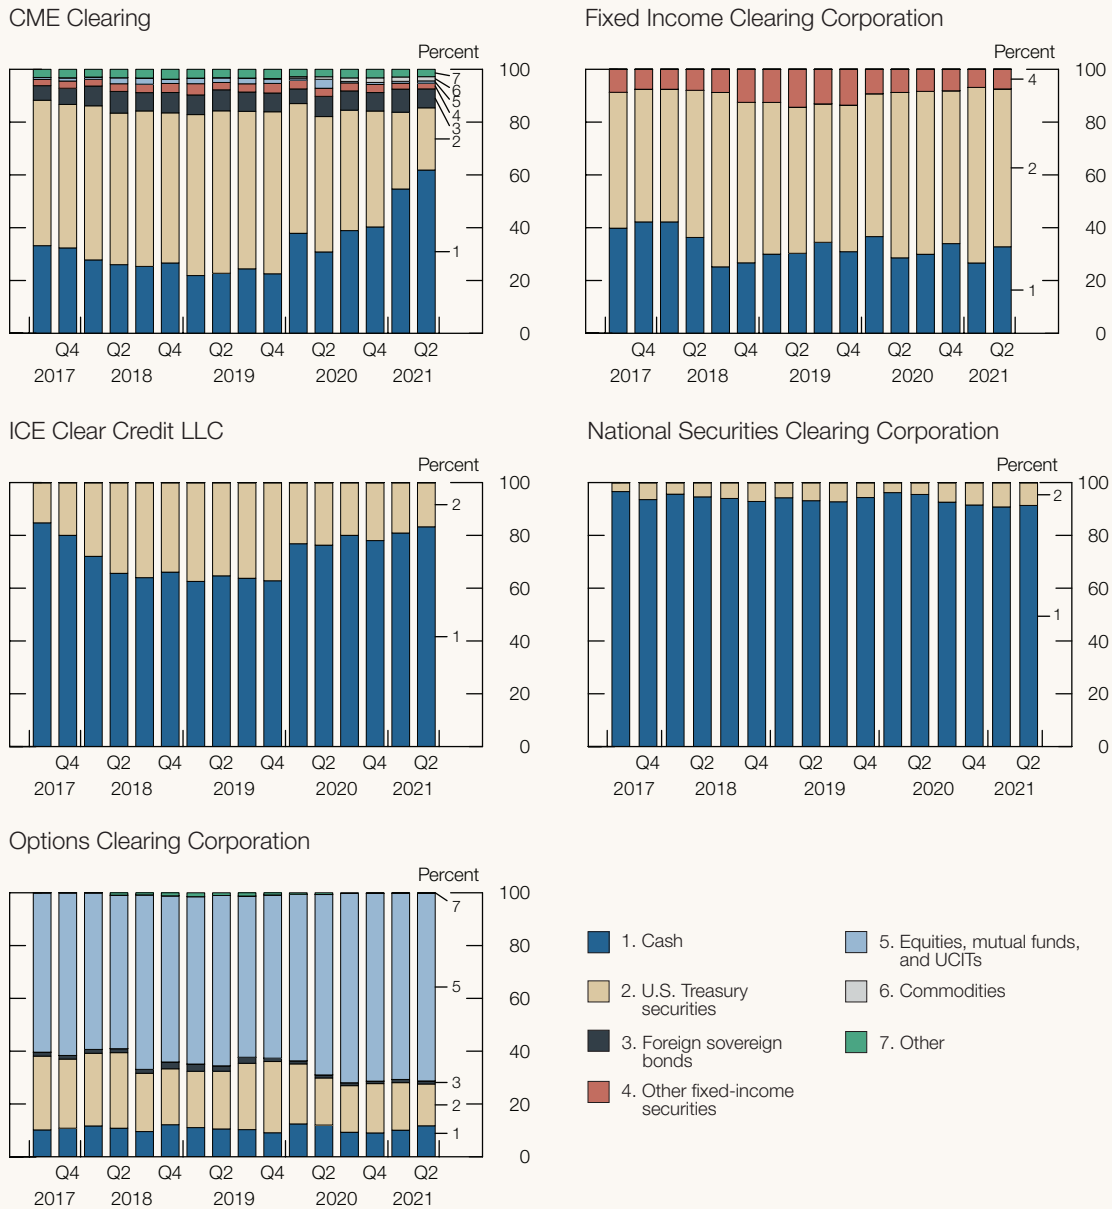 CME Clearing
Percent
100
80
60
40
20
0
7
6
5
4
3
2
1
Q4 Q2 Q4 Q2 Q4 Q2 Q4 Q2
2017 2018 2019 2020 2021
Fixed Income Clearing Corporation
Percent
100
80
60
40
20
0
4
2
1
Q4 Q2 Q4 Q2 Q4 Q2 Q4 Q2
2017 2018 2019 2020 2021
ICE Clear Credit LLC
Percent
100
80
60
40
20
0
2
1
Q4 Q2 Q4 Q2 Q4 Q2 Q4 Q2
2017 2018 2019 2020 2021
National Securities Clearing Corporation
Percent
100
80
60
40
20
0
2
1
Q4 Q2 Q4 Q2 Q4 Q2 Q4 Q2
2017 2018 2019 2020 2021
Options Clearing Corporation
Percent
100
80
60
40
20
0
7
5
3
2
1
Q4 Q2 Q4 Q2 Q4 Q2 Q4 Q2
2017 2018 2019 2020 2021
1. Cash
2. U.S. Treasury
securities
3. Foreign sovereign
bonds
4. Other fixed-income
securities
5. Equities, mutual funds,
and UCITs
6. Commodities
7. Other